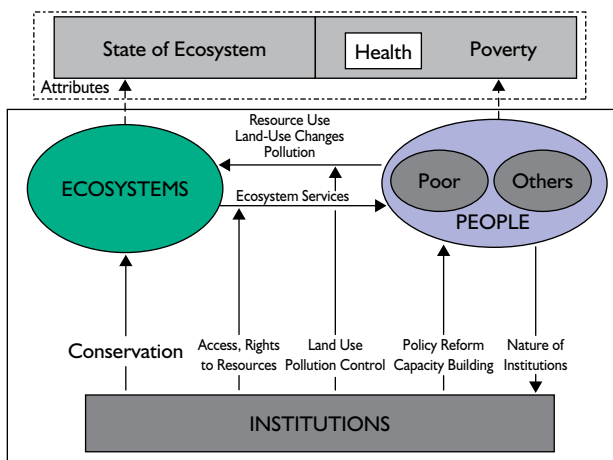 State of Ecosystem
Health
Poverty
Attributes
Resource Use
Land-Use Changes
Pollution
ECOSYSTEMS
Ecosystem Services
Poor
Others
PEOPLE
Conservation
Access, Rights
to Resources
Land Use
Pollution Control
Policy Reform
Capacity Building
Nature of
Institutions
INSTITUTIONS